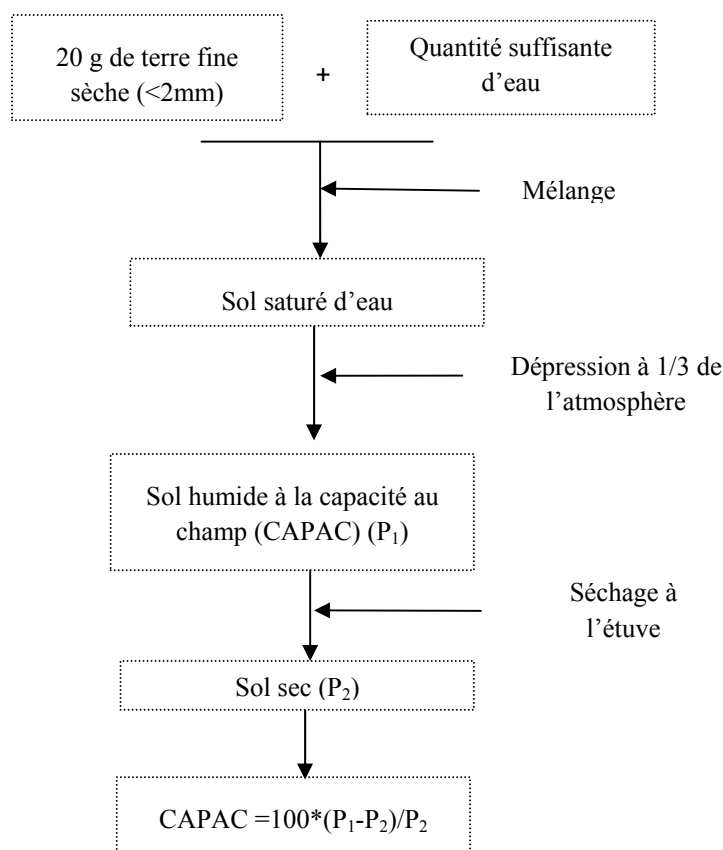 20 g de terre fine
sèche (<2mm)
+
Quantité suffisante
d’eau
Mélange
Sol saturé d’eau
Dépression à 1/3 de
l’atmosphère
Sol humide à la capacité au
champ (CAPAC) (P₁)
Séchage à
l’étuve
Sol sec (P₂)
CAPAC =100*(P₁-P₂)/P₂